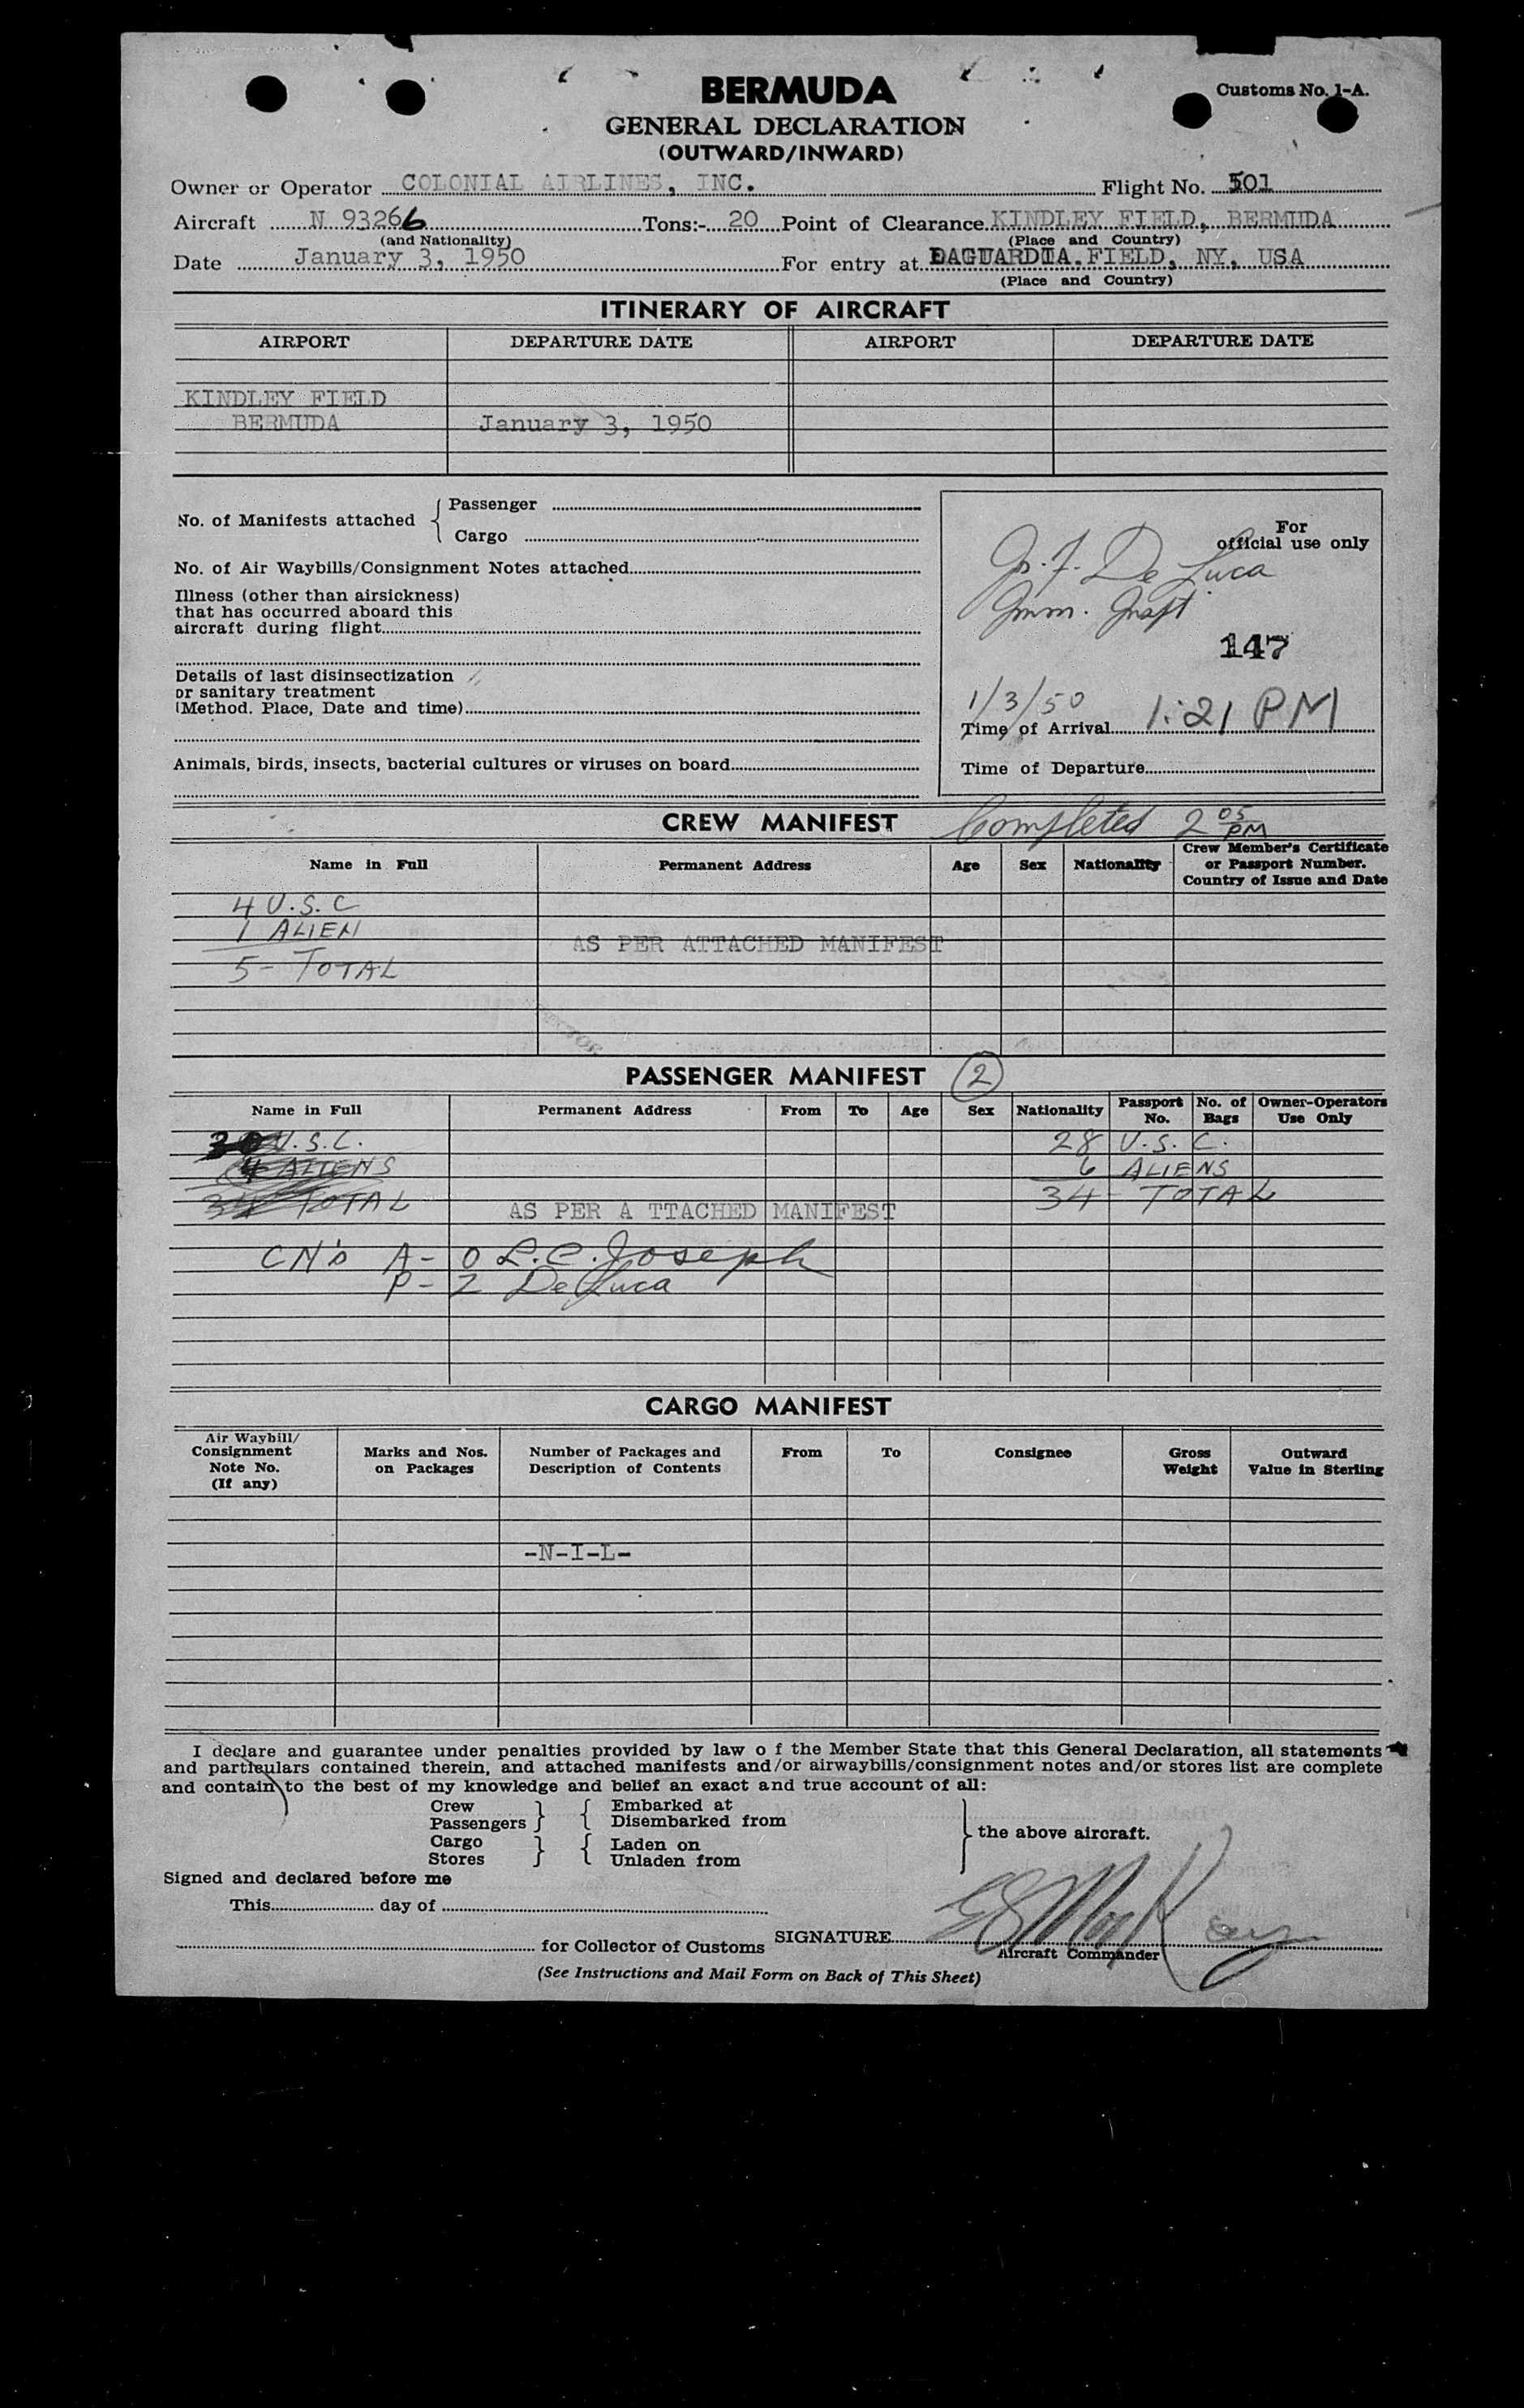 BERMUDA
Customs No. 1-A.
GENERAL DECLARATION
(OUTWARD/INWARD)
Owner or Operator COLONIAL AIRLINES, INC. Flight No. 501
Aircraft N 93266 Tons:- 20 Point of Clearance KINDLEY FIELD, BERMUDA
(and Nationality) (Place and Country)
Date January 3, 1950 For entry at LAGUARDIA FIELD, NY, USA
(Place and Country)
ITINERARY OF AIRCRAFT
AIRPORT DEPARTURE DATE AIRPORT DEPARTURE DATE
KINDLEY FIELD
BERMUDA January 3, 1950
No. of Manifests attached { Passenger
Cargo
No. of Air Waybills/Consignment Notes attached
Illness (other than airsickness)
that has occurred aboard this
aircraft during flight
Details of last disinsectization
or sanitary treatment
(Method. Place, Date and time)
Animals, birds, insects, bacterial cultures or viruses on board
For
official use only
De Luca
Imm. Inspt
147
1/3/50
Time of Arrival 1:21 PM
Time of Departure
CREW MANIFEST Completed 2 05 PM
Name in Full Permanent Address Age Sex Nationality Crew Member's Certificate
or Passport Number.
Country of Issue and Date
4 U.S.C
1 ALIEN
AS PER ATTACHED MANIFEST
5- TOTAL
PASSENGER MANIFEST 2
Name in Full Permanent Address From To Age Sex Nationality Passport No. No. of Bags Owner-Operators Use Only
30 U.S.C. 28 U.S.C.
4 ALIENS 6 ALIENS
34 TOTAL 34- TOTAL
AS PER A TTACHED MANIFEST
CN's A- 0 L.C. Joseph
P- 2 De Luca
CARGO MANIFEST
Air Waybill/
Consignment
Note No.
(If any)
Marks and Nos.
on Packages
Number of Packages and
Description of Contents
From To Consignee
Gross
Weight
Outward
Value in Sterling
-N-I-L-
I declare and guarantee under penalties provided by law o f the Member State that this General Declaration, all statements
and particulars contained therein, and attached manifests and/or airwaybills/consignment notes and/or stores list are complete
and contain to the best of my knowledge and belief an exact and true account of all:
Crew } { Embarked at
Passengers Disembarked from
Cargo } { Laden on
Stores Unladen from
} the above aircraft.
Signed and declared before me
This day of
for Collector of Customs SIGNATURE
Aircraft Commander
(See Instructions and Mail Form on Back of This Sheet)